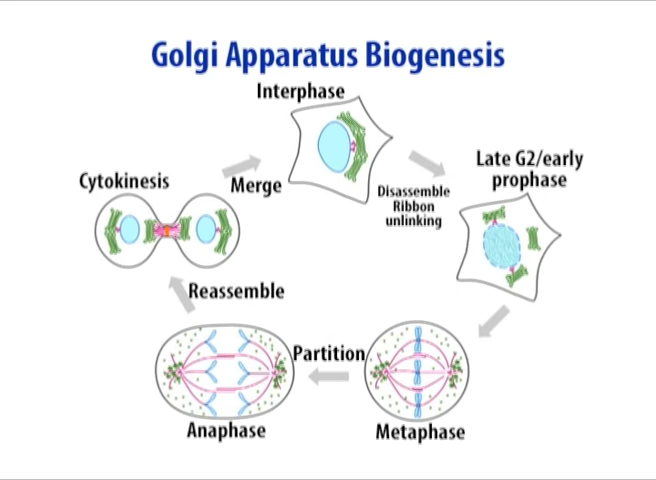 Golgi Apparatus Biogenesis
Interphase
Late G2/early
prophase
Cytokinesis
Merge
Disassemble
Ribbon
unlinking
Reassemble
Partition
Anaphase
Metaphase